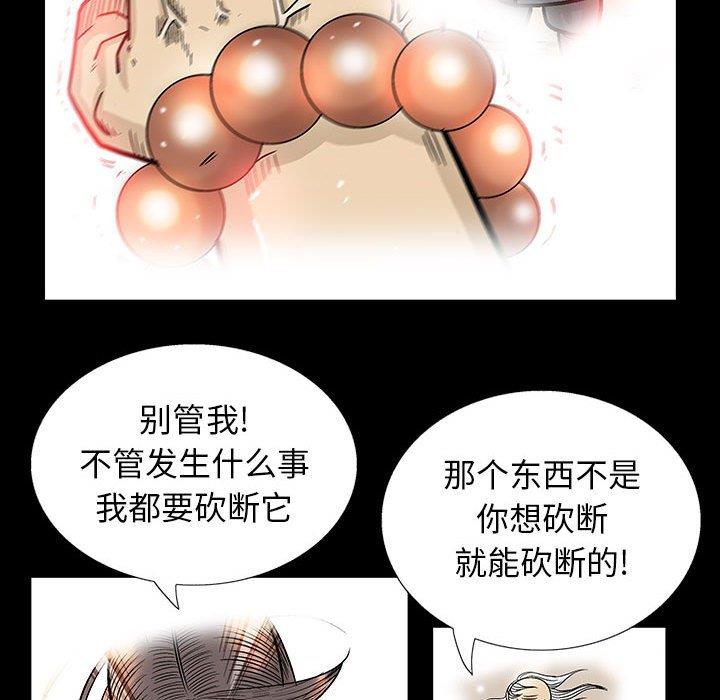 别管我!
不管发生什么事
我都要砍断它
那个东西不是
你想砍断
就能砍断的!